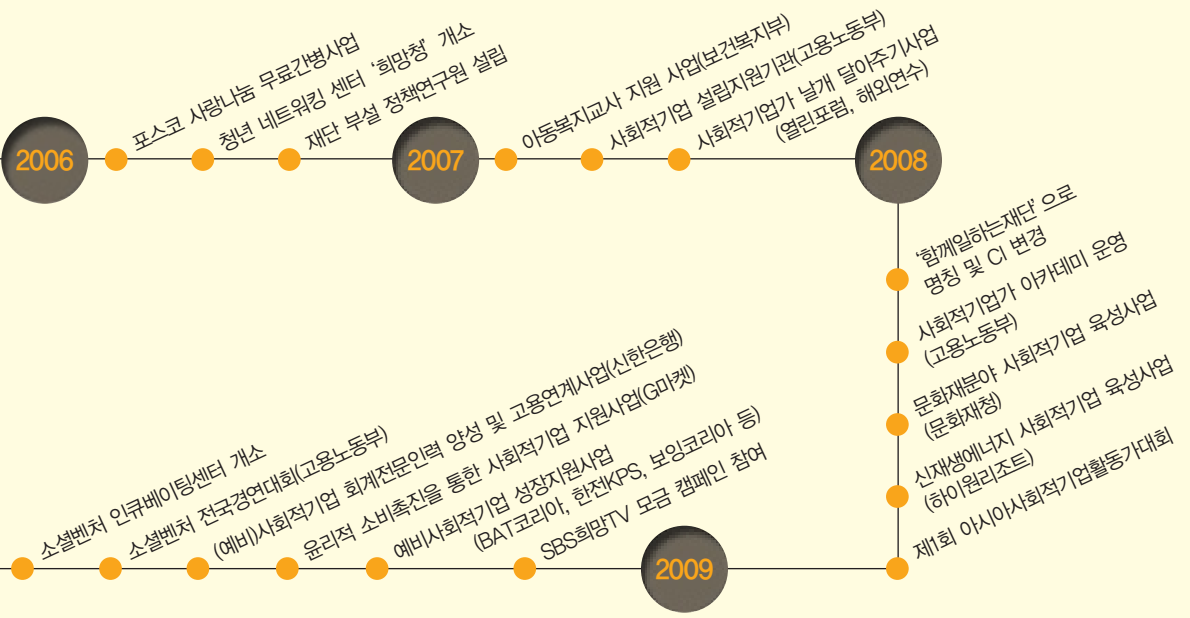 2006
포스코 사랑나눔 무료간병사업
청년 네트워킹 센터 ‘희망청’ 개소
재단 부설 정책연구원 설립
2007
아동복지교사 지원 사업(보건복지부)
사회적기업 설립지원기관(고용노동부)
사회적기업가 날개 달아주기사업
(열린포럼, 해외연수)
2008
‘함께일하는재단’ 으로
명칭 및 CI 변경
사회적기업가 아카데미 운영
(고용노동부)
문화재분야 사회적기업 육성사업
(문화재청)
신재생에너지 사회적기업 육성사업
(하이원리조트)
제1회 아시아사회적기업활동가대회
2009
SBS희망TV 모금 캠페인 참여
예비사회적기업 성장지원사업
(BAT코리아, 한전KPS, 보잉코리아 등)
윤리적 소비촉진을 통한 사회적기업 지원사업(G마켓)
(예비)사회적기업 회계전문인력 양성 및 고용연계사업(신한은행)
소셜벤처 전국경연대회(고용노동부)
소셜벤처 인큐베이팅센터 개소